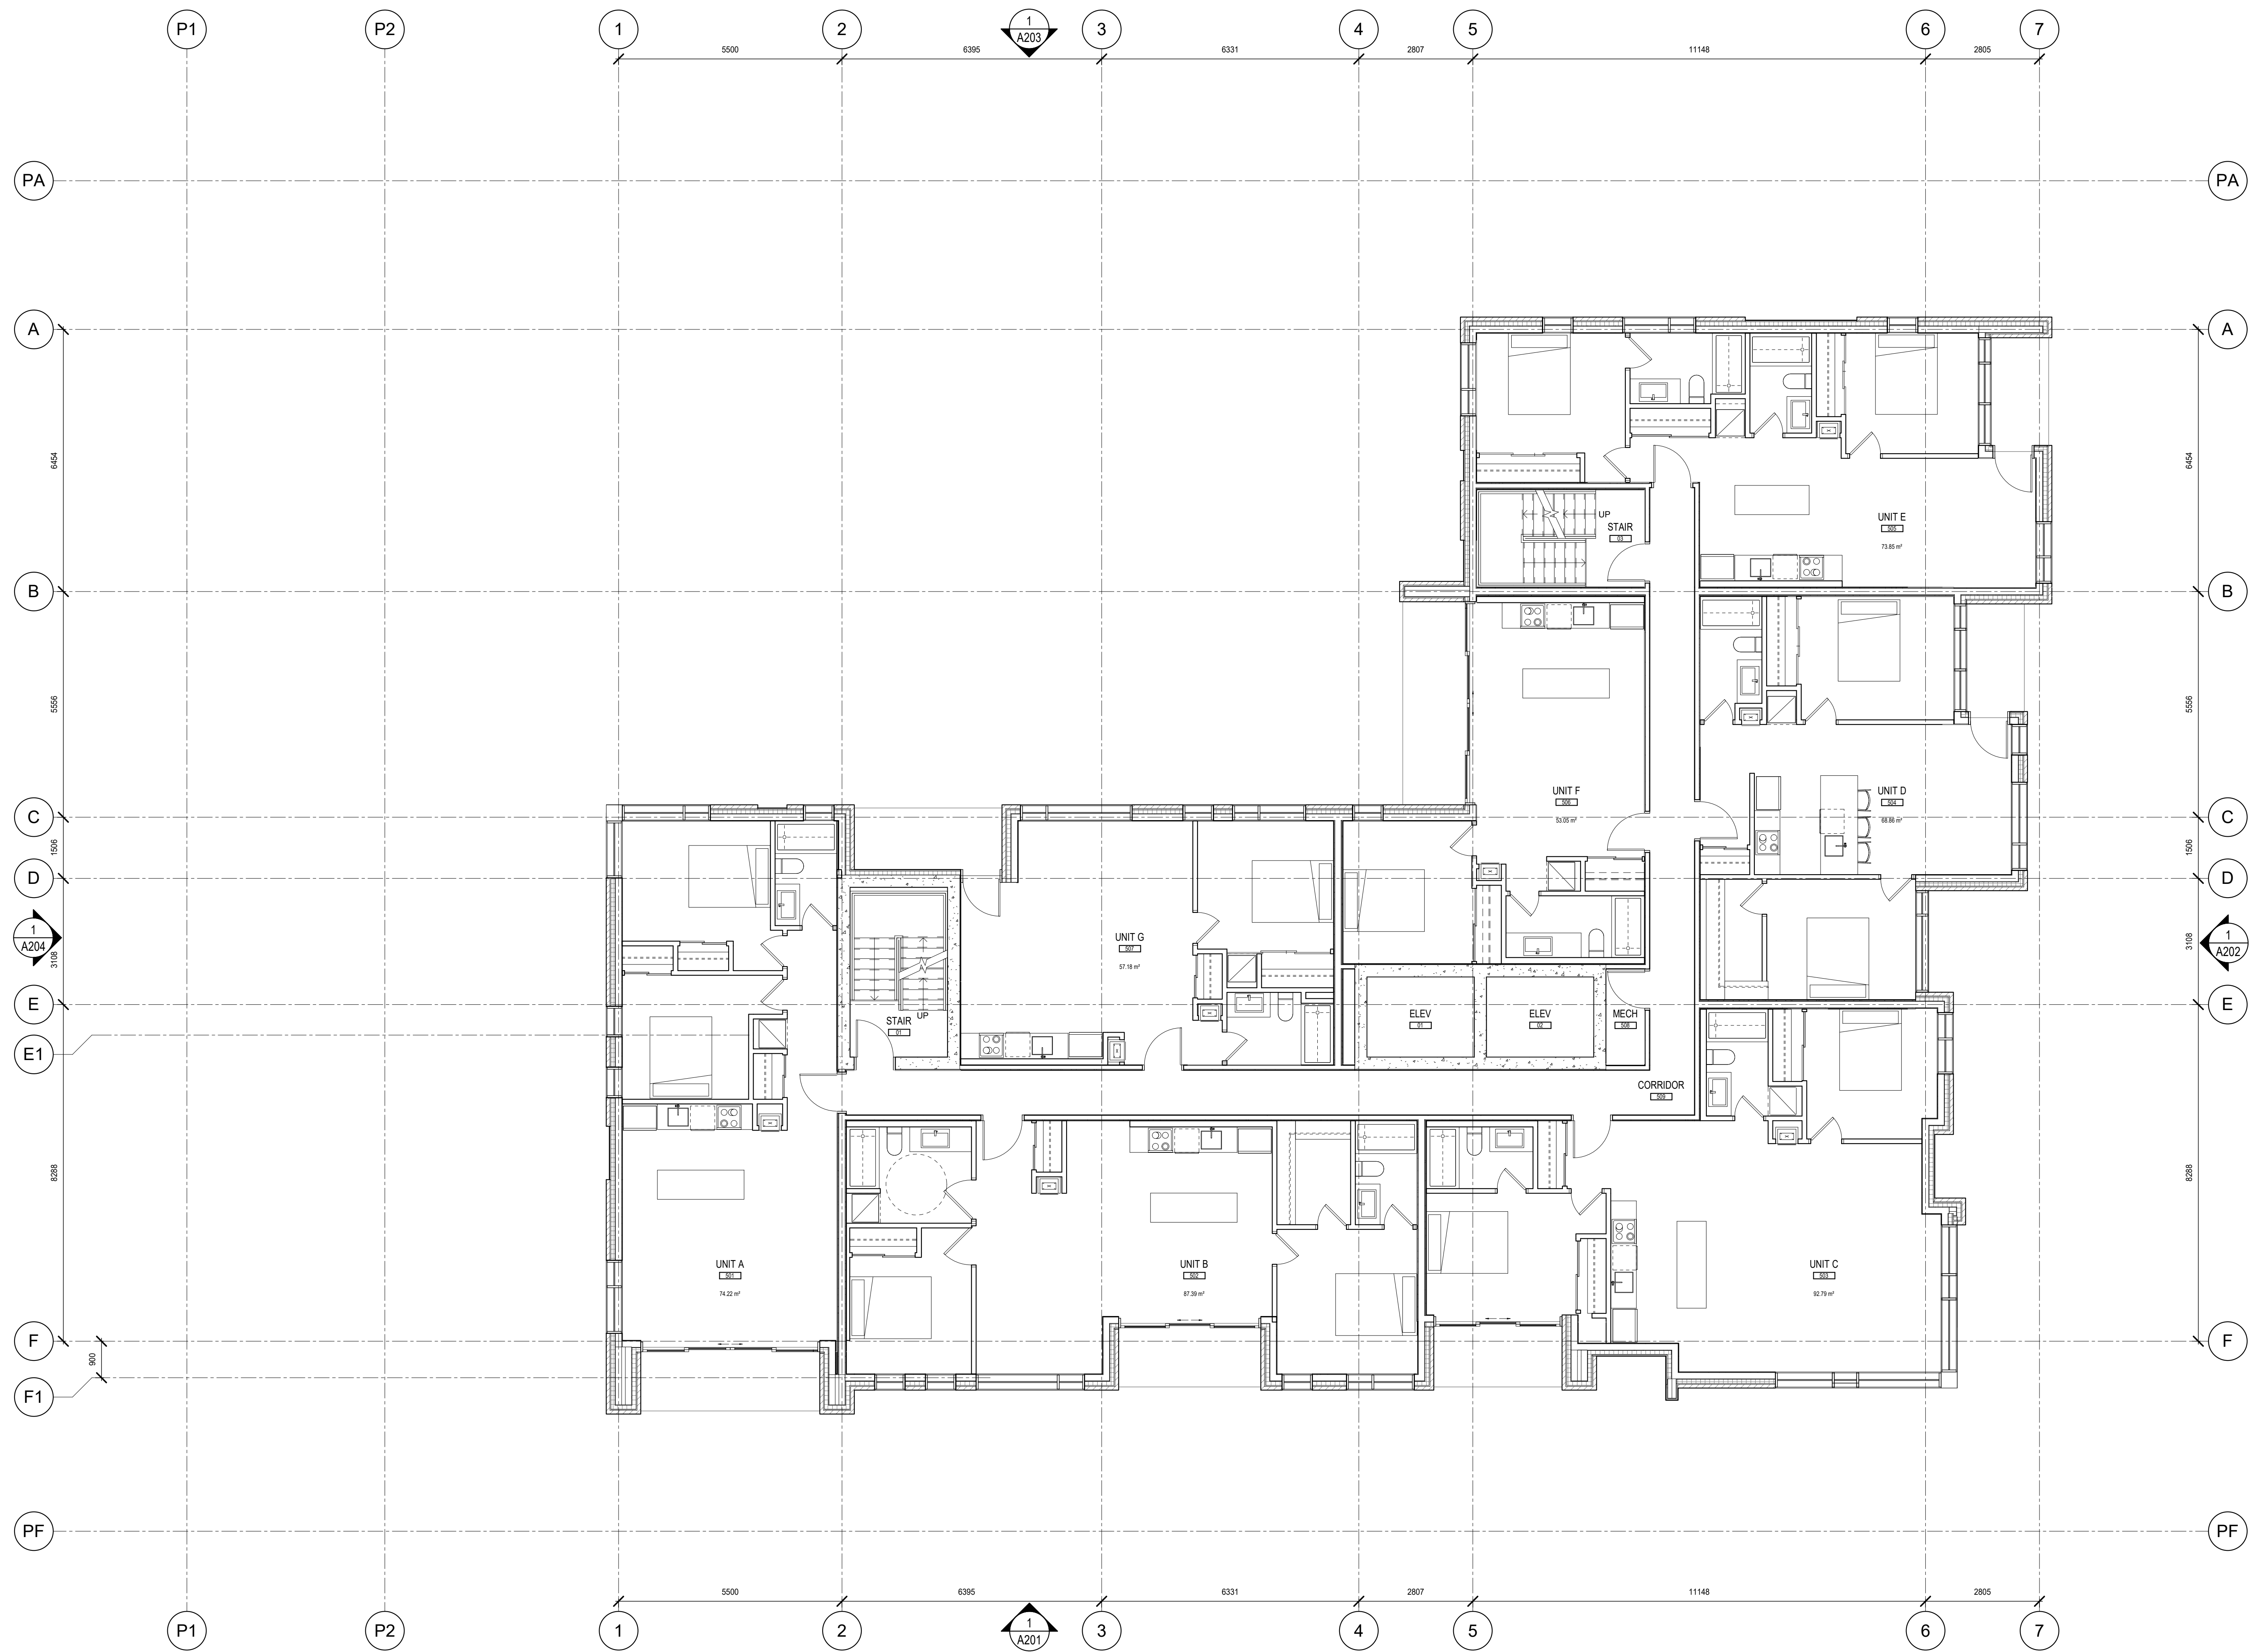 P1
P2
1
2
1
A203
3
4
5
6
7
5500
6395
6331
2807
11148
2805
PA
PA
A
A
6454
6454
UP
STAIR
03
UNIT E
505
73.85 m²
B
B
5556
5556
UNIT F
506
53.05 m²
UNIT D
504
68.86 m²
C
C
1506
1506
D
D
1
A204
3108
3108
1
A202
UNIT G
507
57.18 m²
E
E
UP
STAIR
01
ELEV
01
ELEV
02
MECH
508
E1
CORRIDOR
509
8288
8288
UNIT A
501
74.22 m²
UNIT B
502
87.39 m²
UNIT C
503
92.79 m²
F
F
900
F1
PF
PF
5500
6395
6331
2807
11148
2805
P1
P2
1
2
1
A201
3
4
5
6
7